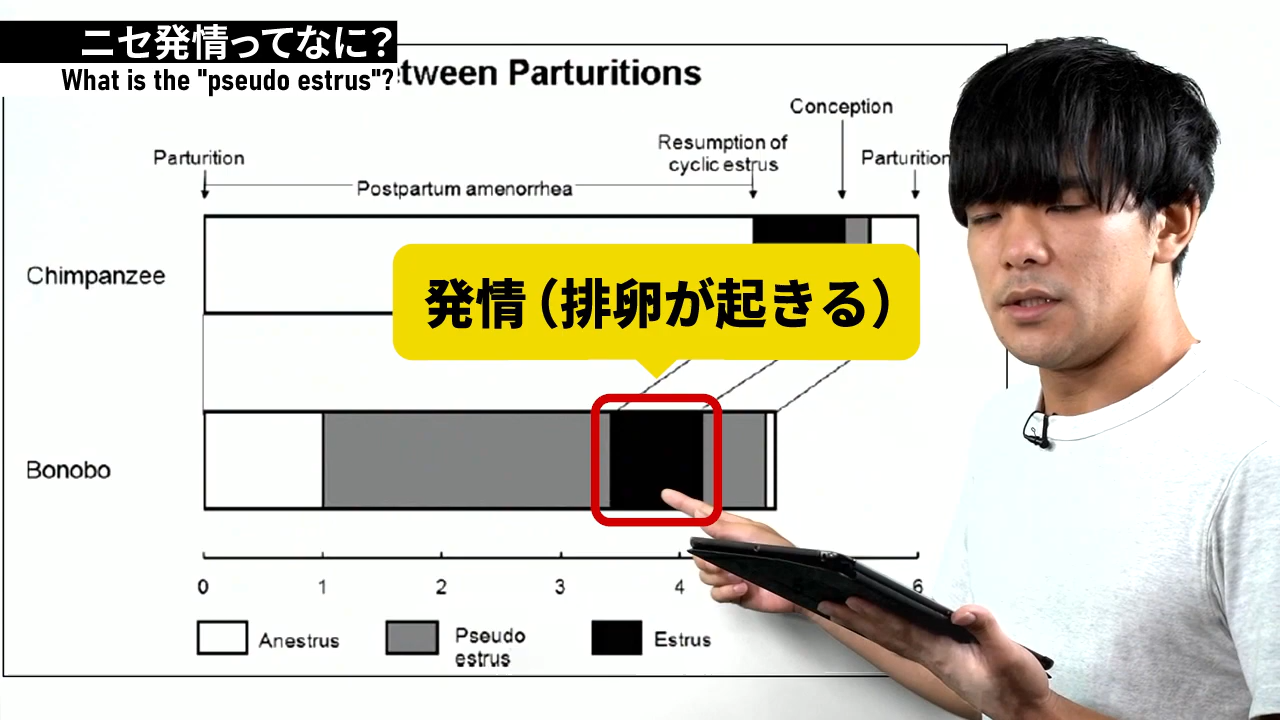 ニセ発情ってなに?
What is the "pseudo estrus"?
tween Parturitions
Conception
Resumption of
cyclic estrus
Parturition
Parturition
Postpartum amenorrhea
Chimpanzee
発情（排卵が起きる）
Bonobo
0 1 2 3 4 6
Anestrus
Pseudo
estrus
Estrus